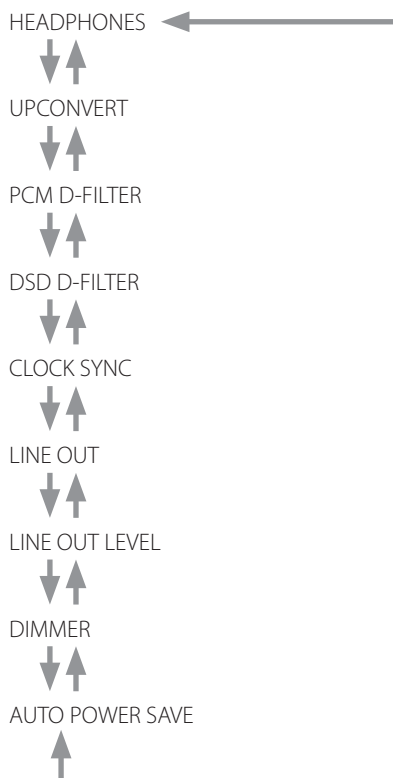 HEADPHONES
UPCONVERT
PCM D-FILTER
DSD D-FILTER
CLOCK SYNC
LINE OUT
LINE OUT LEVEL
DIMMER
AUTO POWER SAVE